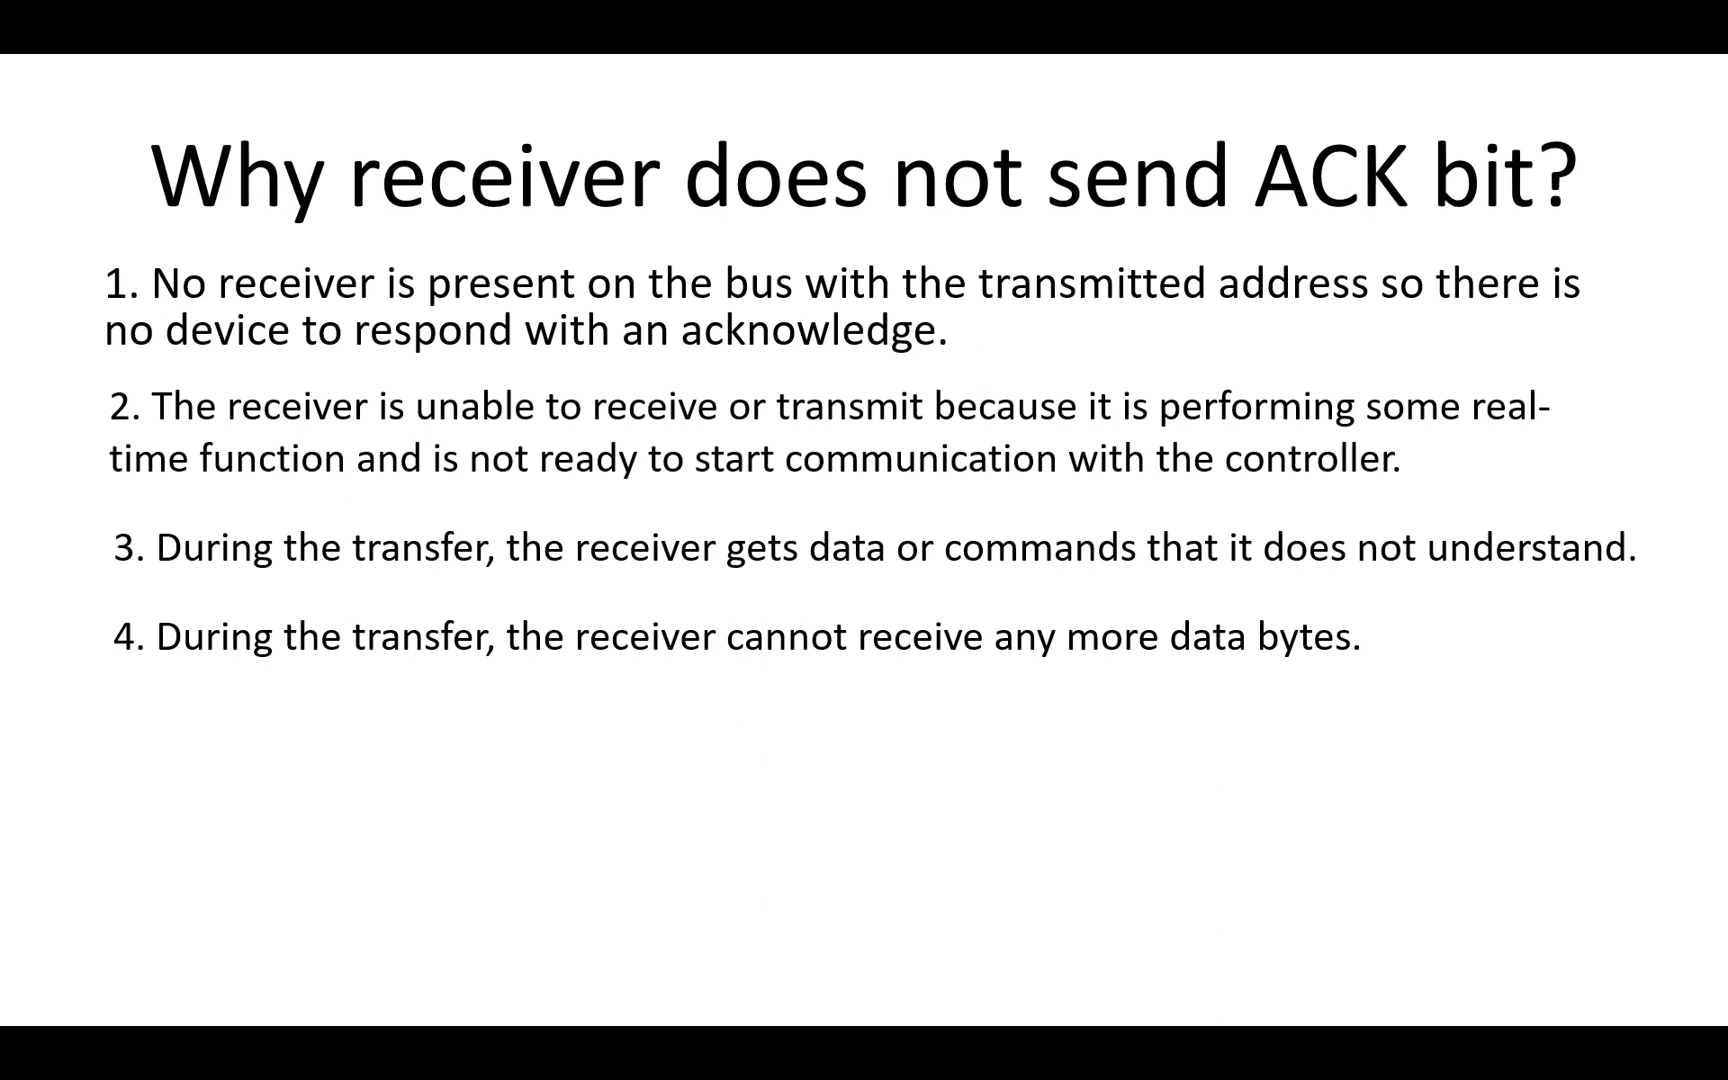 Why receiver does not send ACK bit?
1. No receiver is present on the bus with the transmitted address so there is
no device to respond with an acknowledge.
2. The receiver is unable to receive or transmit because it is performing some real-
time function and is not ready to start communication with the controller.
3. During the transfer, the receiver gets data or commands that it does not understand.
4. During the transfer, the receiver cannot receive any more data bytes.